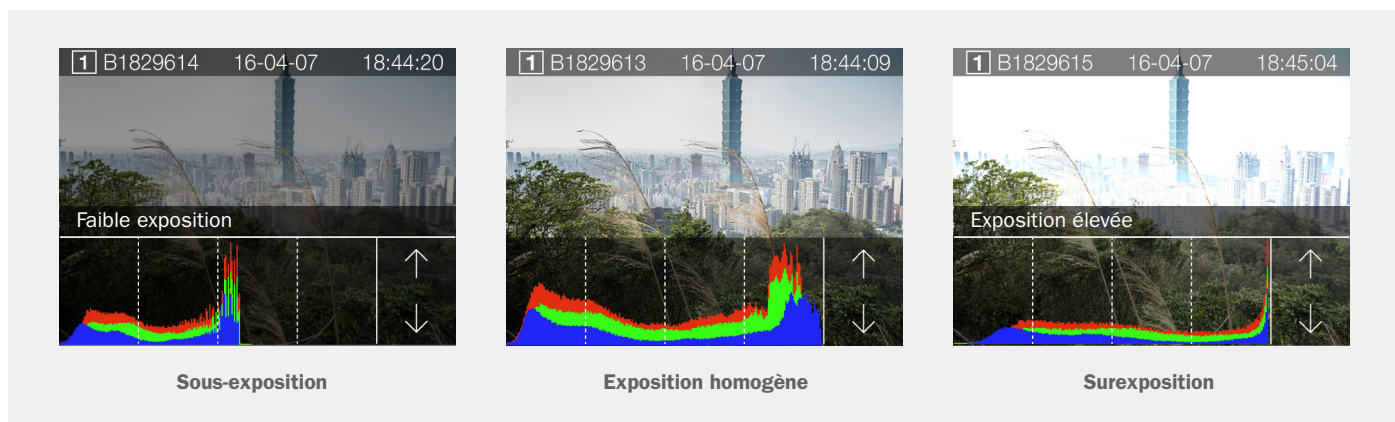 1 B1829614 16-04-07 18:44:20
Faible exposition
Sous-exposition
1 B1829613 16-04-07 18:44:09
Exposition homogène
1 B1829615 16-04-07 18:45:04
Exposition élevée
Surexposition